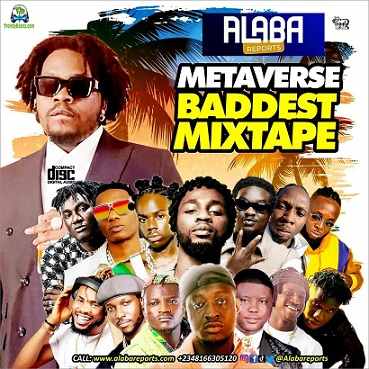 ALABA
REPORTS
METAVERSE
BADDEST
MIXTAPE
COMPACT
disc
DIGITAL AUDIO
CALL: www.alabareports.com +2348166305120 @Alabareports